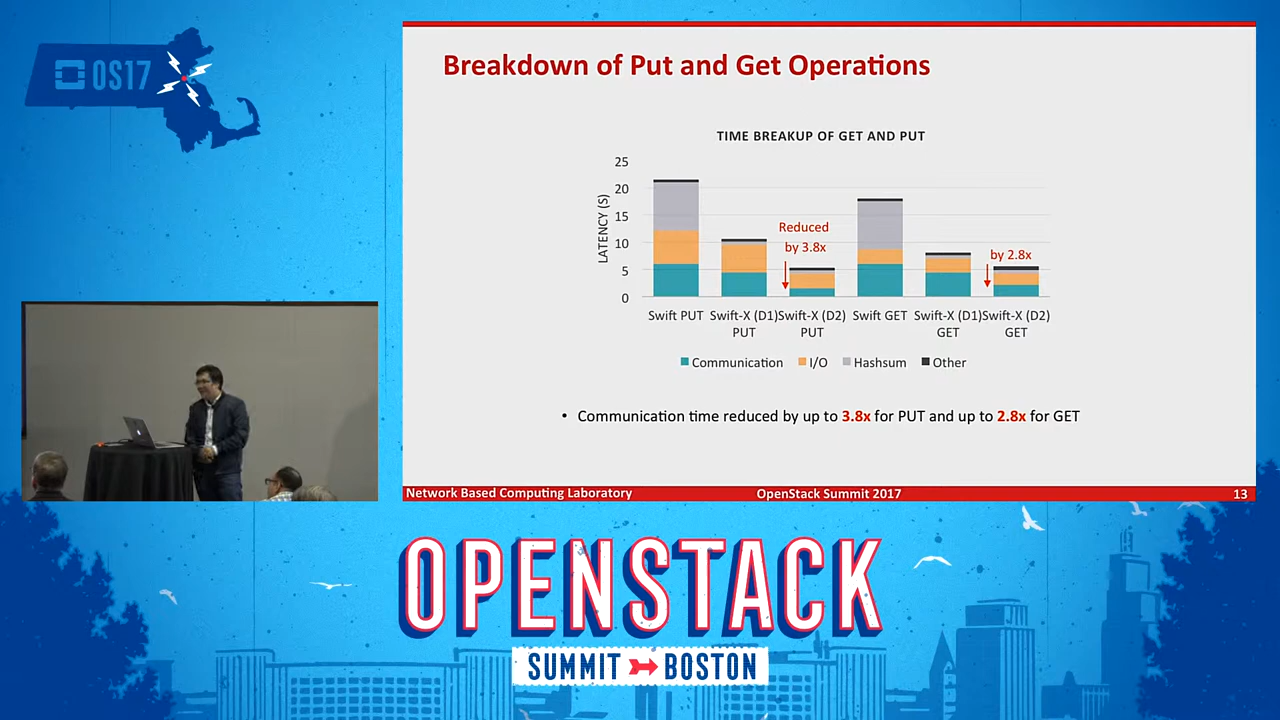 OS17
Breakdown of Put and Get Operations
TIME BREAKUP OF GET AND PUT
25
20
15
10
5
0
LATENCY (S)
Reduced
by 3.8x
by 2.8x
Swift PUT
Swift-X (D1)
PUT
Swift-X (D2)
PUT
Swift GET
Swift-X (D1)
GET
Swift-X (D2)
GET
Communication
I/O
Hashsum
Other
• Communication time reduced by up to 3.8x for PUT and up to 2.8x for GET
Network Based Computing Laboratory
OpenStack Summit 2017
13
OPENSTACK
SUMMIT BOSTON